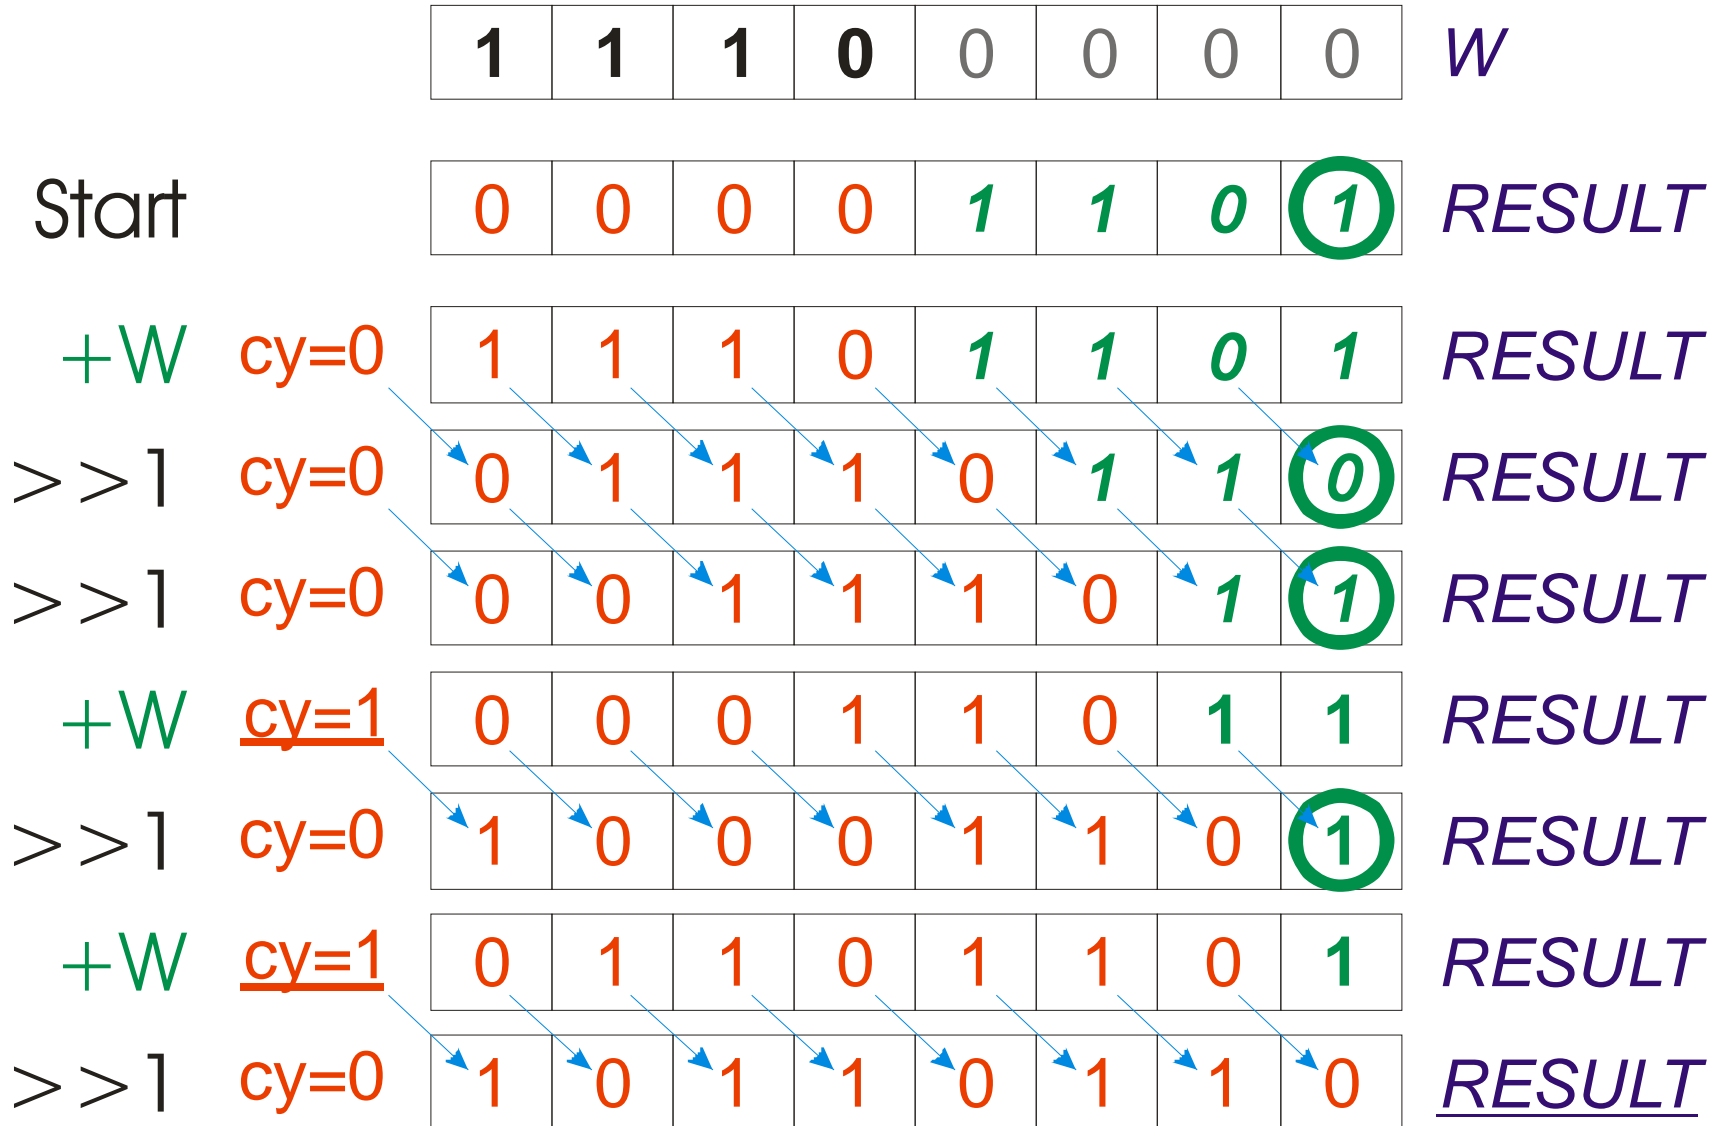 1 1 1 0 0 0 0 0 W
Start 0 0 0 0 1 1 0 1 RESULT
+W cy=0 1 1 1 0 1 1 0 1 RESULT
>>1 cy=0 0 1 1 1 0 1 1 0 RESULT
>>1 cy=0 0 0 1 1 1 0 1 1 RESULT
+W cy=1 0 0 0 1 1 0 1 1 RESULT
>>1 cy=0 1 0 0 0 1 1 0 1 RESULT
+W cy=1 0 1 1 0 1 1 0 1 RESULT
>>1 cy=0 1 0 1 1 0 1 1 0 RESULT